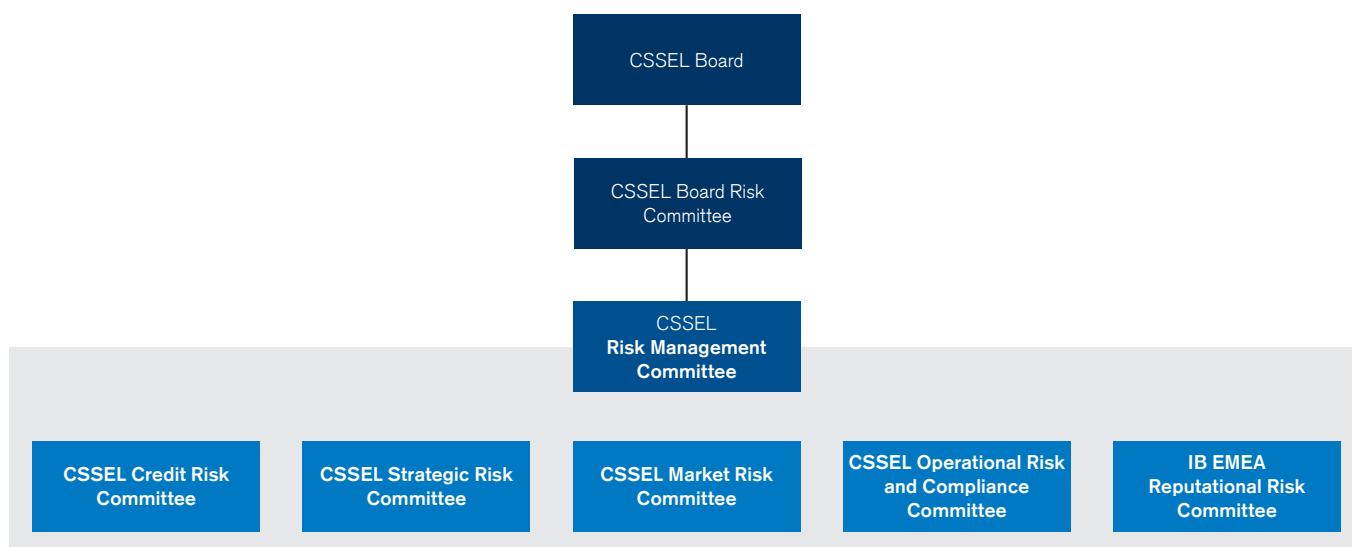 CSSEL Board
CSSEL Board Risk
Committee
CSSEL
Risk Management
Committee
CSSEL Credit Risk
Committee
CSSEL Strategic Risk
Committee
CSSEL Market Risk
Committee
CSSEL Operational Risk
and Compliance
Committee
IB EMEA
Reputational Risk
Committee